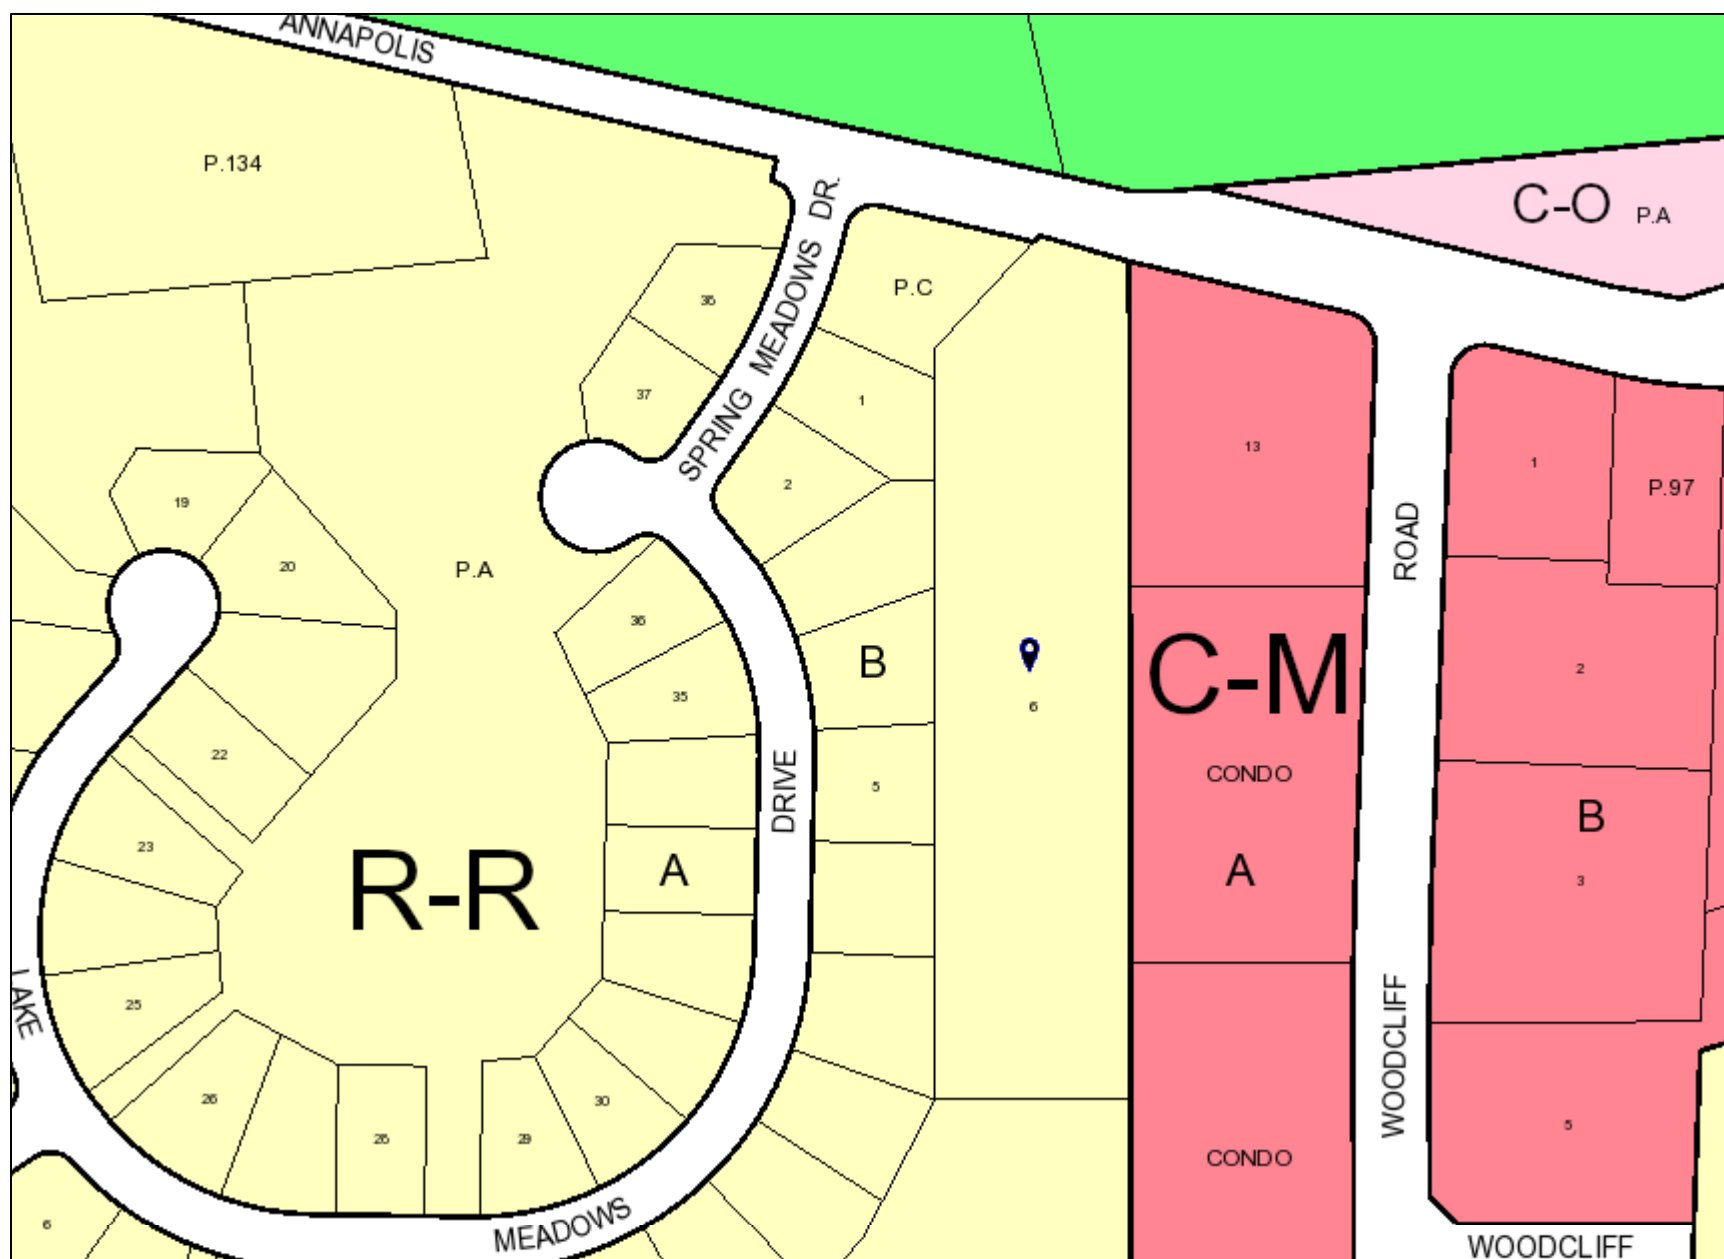 ANNAPOLIS
P.134
SPRING MEADOWS DR.
C-O
P.A
P.C
36
37
1
2
13
1
P.97
ROAD
19
20
P.A
36
35
B
6
C-M
2
22
DRIVE
5
CONDO
B
3
23
R-R
A
A
25
LAKE
WOODCLIFF
26
26
29
30
5
CONDO
6
MEADOWS
WOODCLIFF